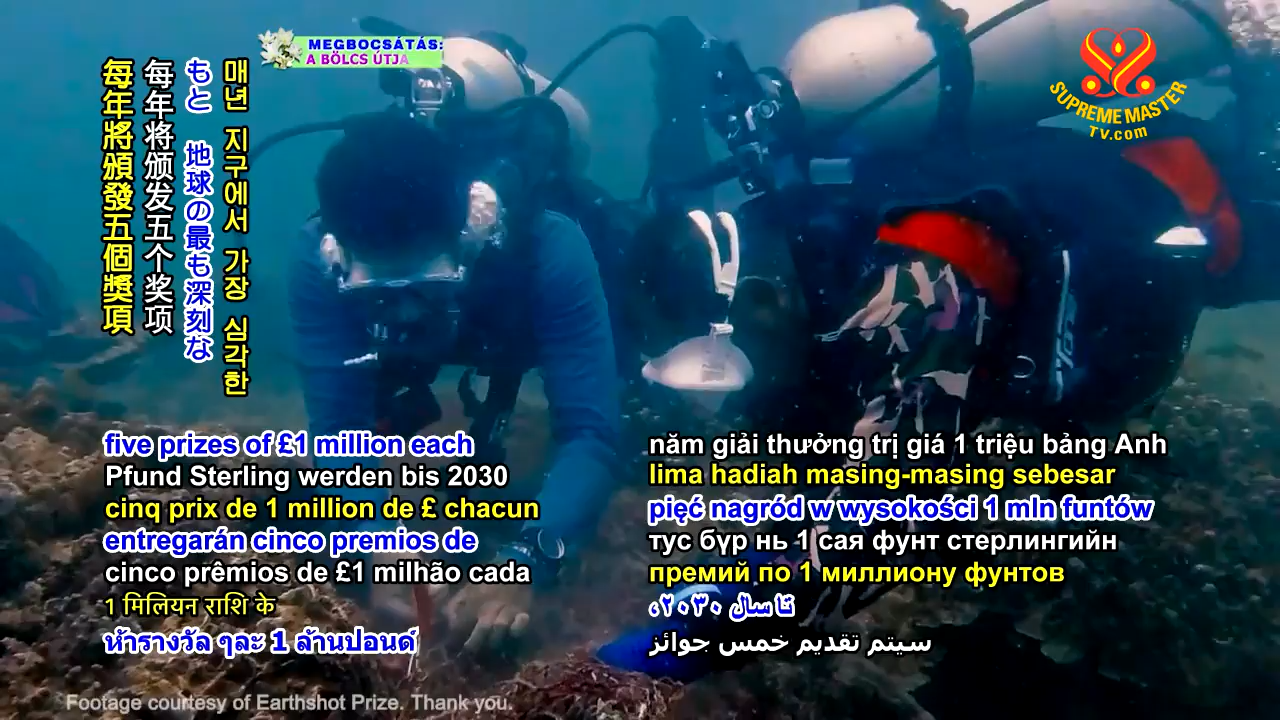 MEGBOCSÁTÁS:
A BÖLCS ÚTJA
SUPREME MASTER
TV.com
매년 지구에서 가장 심각한
もと 地球の最も深刻な
每年将颁发五个奖项
每年將頒發五個獎項
five prizes of £1 million each
Pfund Sterling werden bis 2030
cinq prix de 1 million de £ chacun
entregarán cinco premios de
cinco prêmios de £1 milhão cada
1 मिलियन राशि के
ห้ารางวัล ๆละ 1 ล้านปอนด์
năm giải thưởng trị giá 1 triệu bảng Anh
lima hadiah masing-masing sebesar
pięć nagród w wysokości 1 mln funtów
тус бүр нь 1 сая фунт стерлингийн
премий по 1 миллиону фунтов
تا سال ۲۰۳۰،
سيتم تقديم خمس جوائز
Footage courtesy of Earthshot Prize. Thank you.